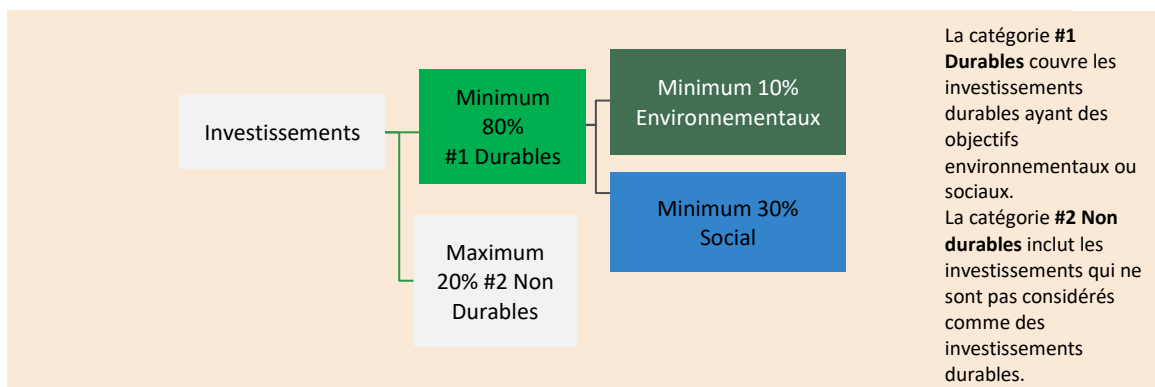 Investissements
Minimum
80%
#1 Durables
Maximum
20% #2 Non
Durables
Minimum 10%
Environnementaux
Minimum 30%
Social
La catégorie #1
Durables couvre les
investissements
durables ayant des
objectifs
environnementaux ou
sociaux.
La catégorie #2 Non
durables inclut les
investissements qui ne
sont pas considérés
comme des
investissements
durables.